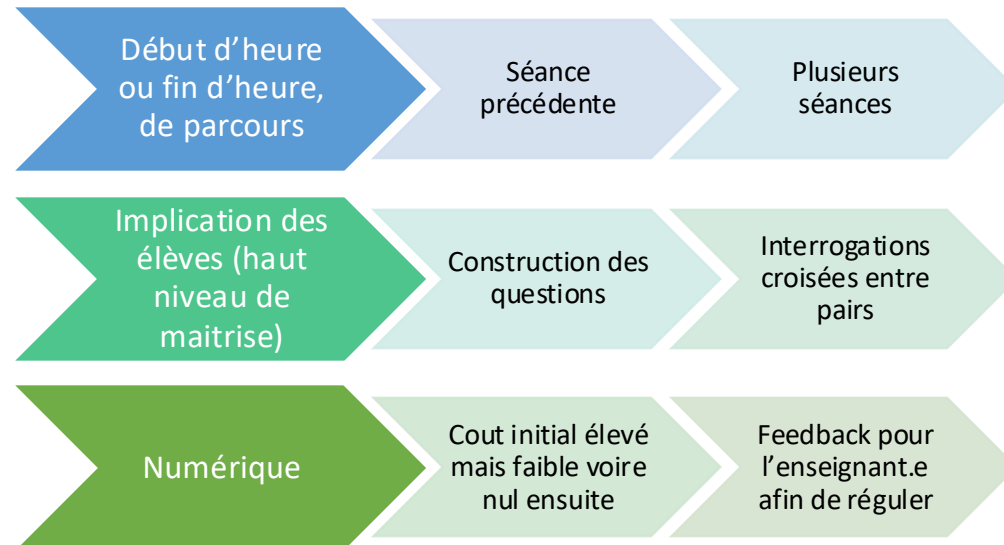 Début d’heure
ou fin d’heure,
de parcours
Séance
précédente
Plusieurs
séances
Implication des
élèves (haut
niveau de
maitrise)
Construction des
questions
Interrogations
croisées entre
pairs
Numérique
Cout initial élevé
mais faible voire
nul ensuite
Feedback pour
l’enseignant.e
afin de réguler